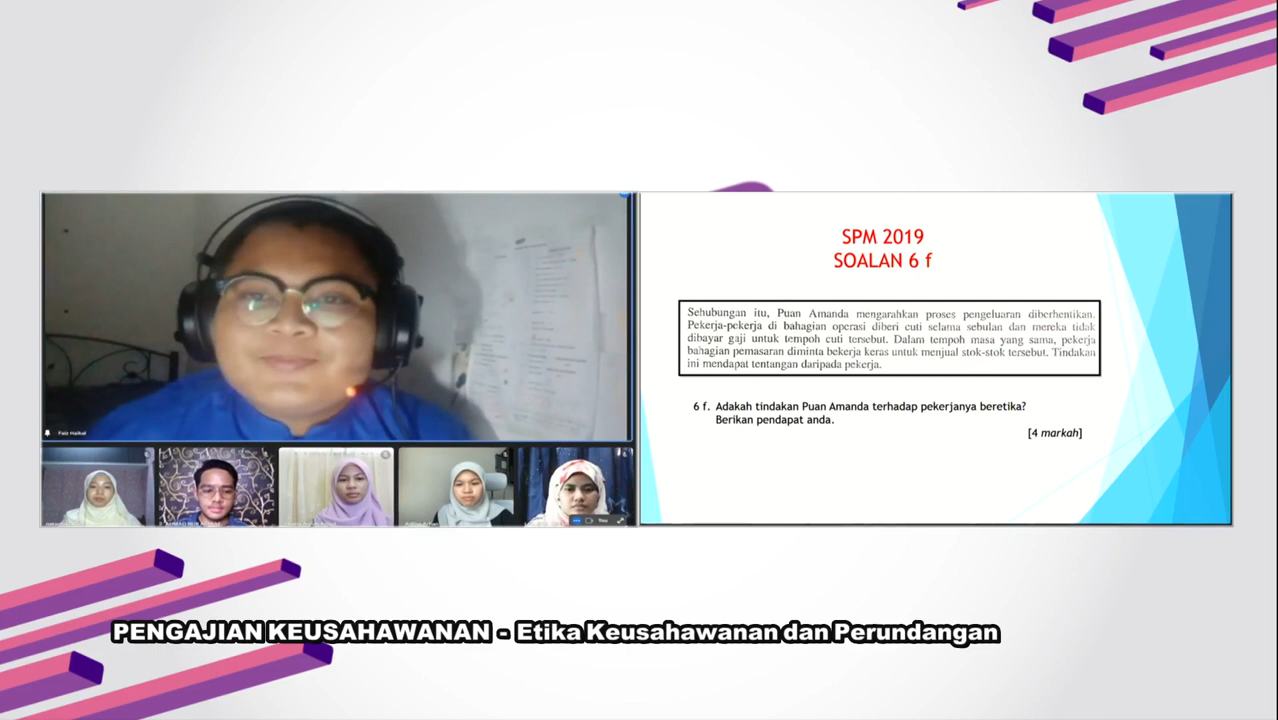 SPM 2019
SOALAN 6 f
Sehubungan itu, Puan Amanda mengarahkan proses pengeluaran diberhentikan.
Pekerja-pekerja di bahagian operasi diberi cuti selama sebulan dan mereka tidak
dibayar gaji untuk tempoh cuti tersebut. Dalam tempoh masa yang sama, pekerja
bahagian pemasaran diminta bekerja keras untuk menjual stok-stok tersebut. Tindakan
ini mendapat tentangan daripada pekerja.
6 f. Adakah tindakan Puan Amanda terhadap pekerjanya beretika?
Berikan pendapat anda.
[4 markah]
Faiz Haikal
You
PENGAJIAN KEUSAHAWANAN - Etika Keusahawanan dan Perundangan